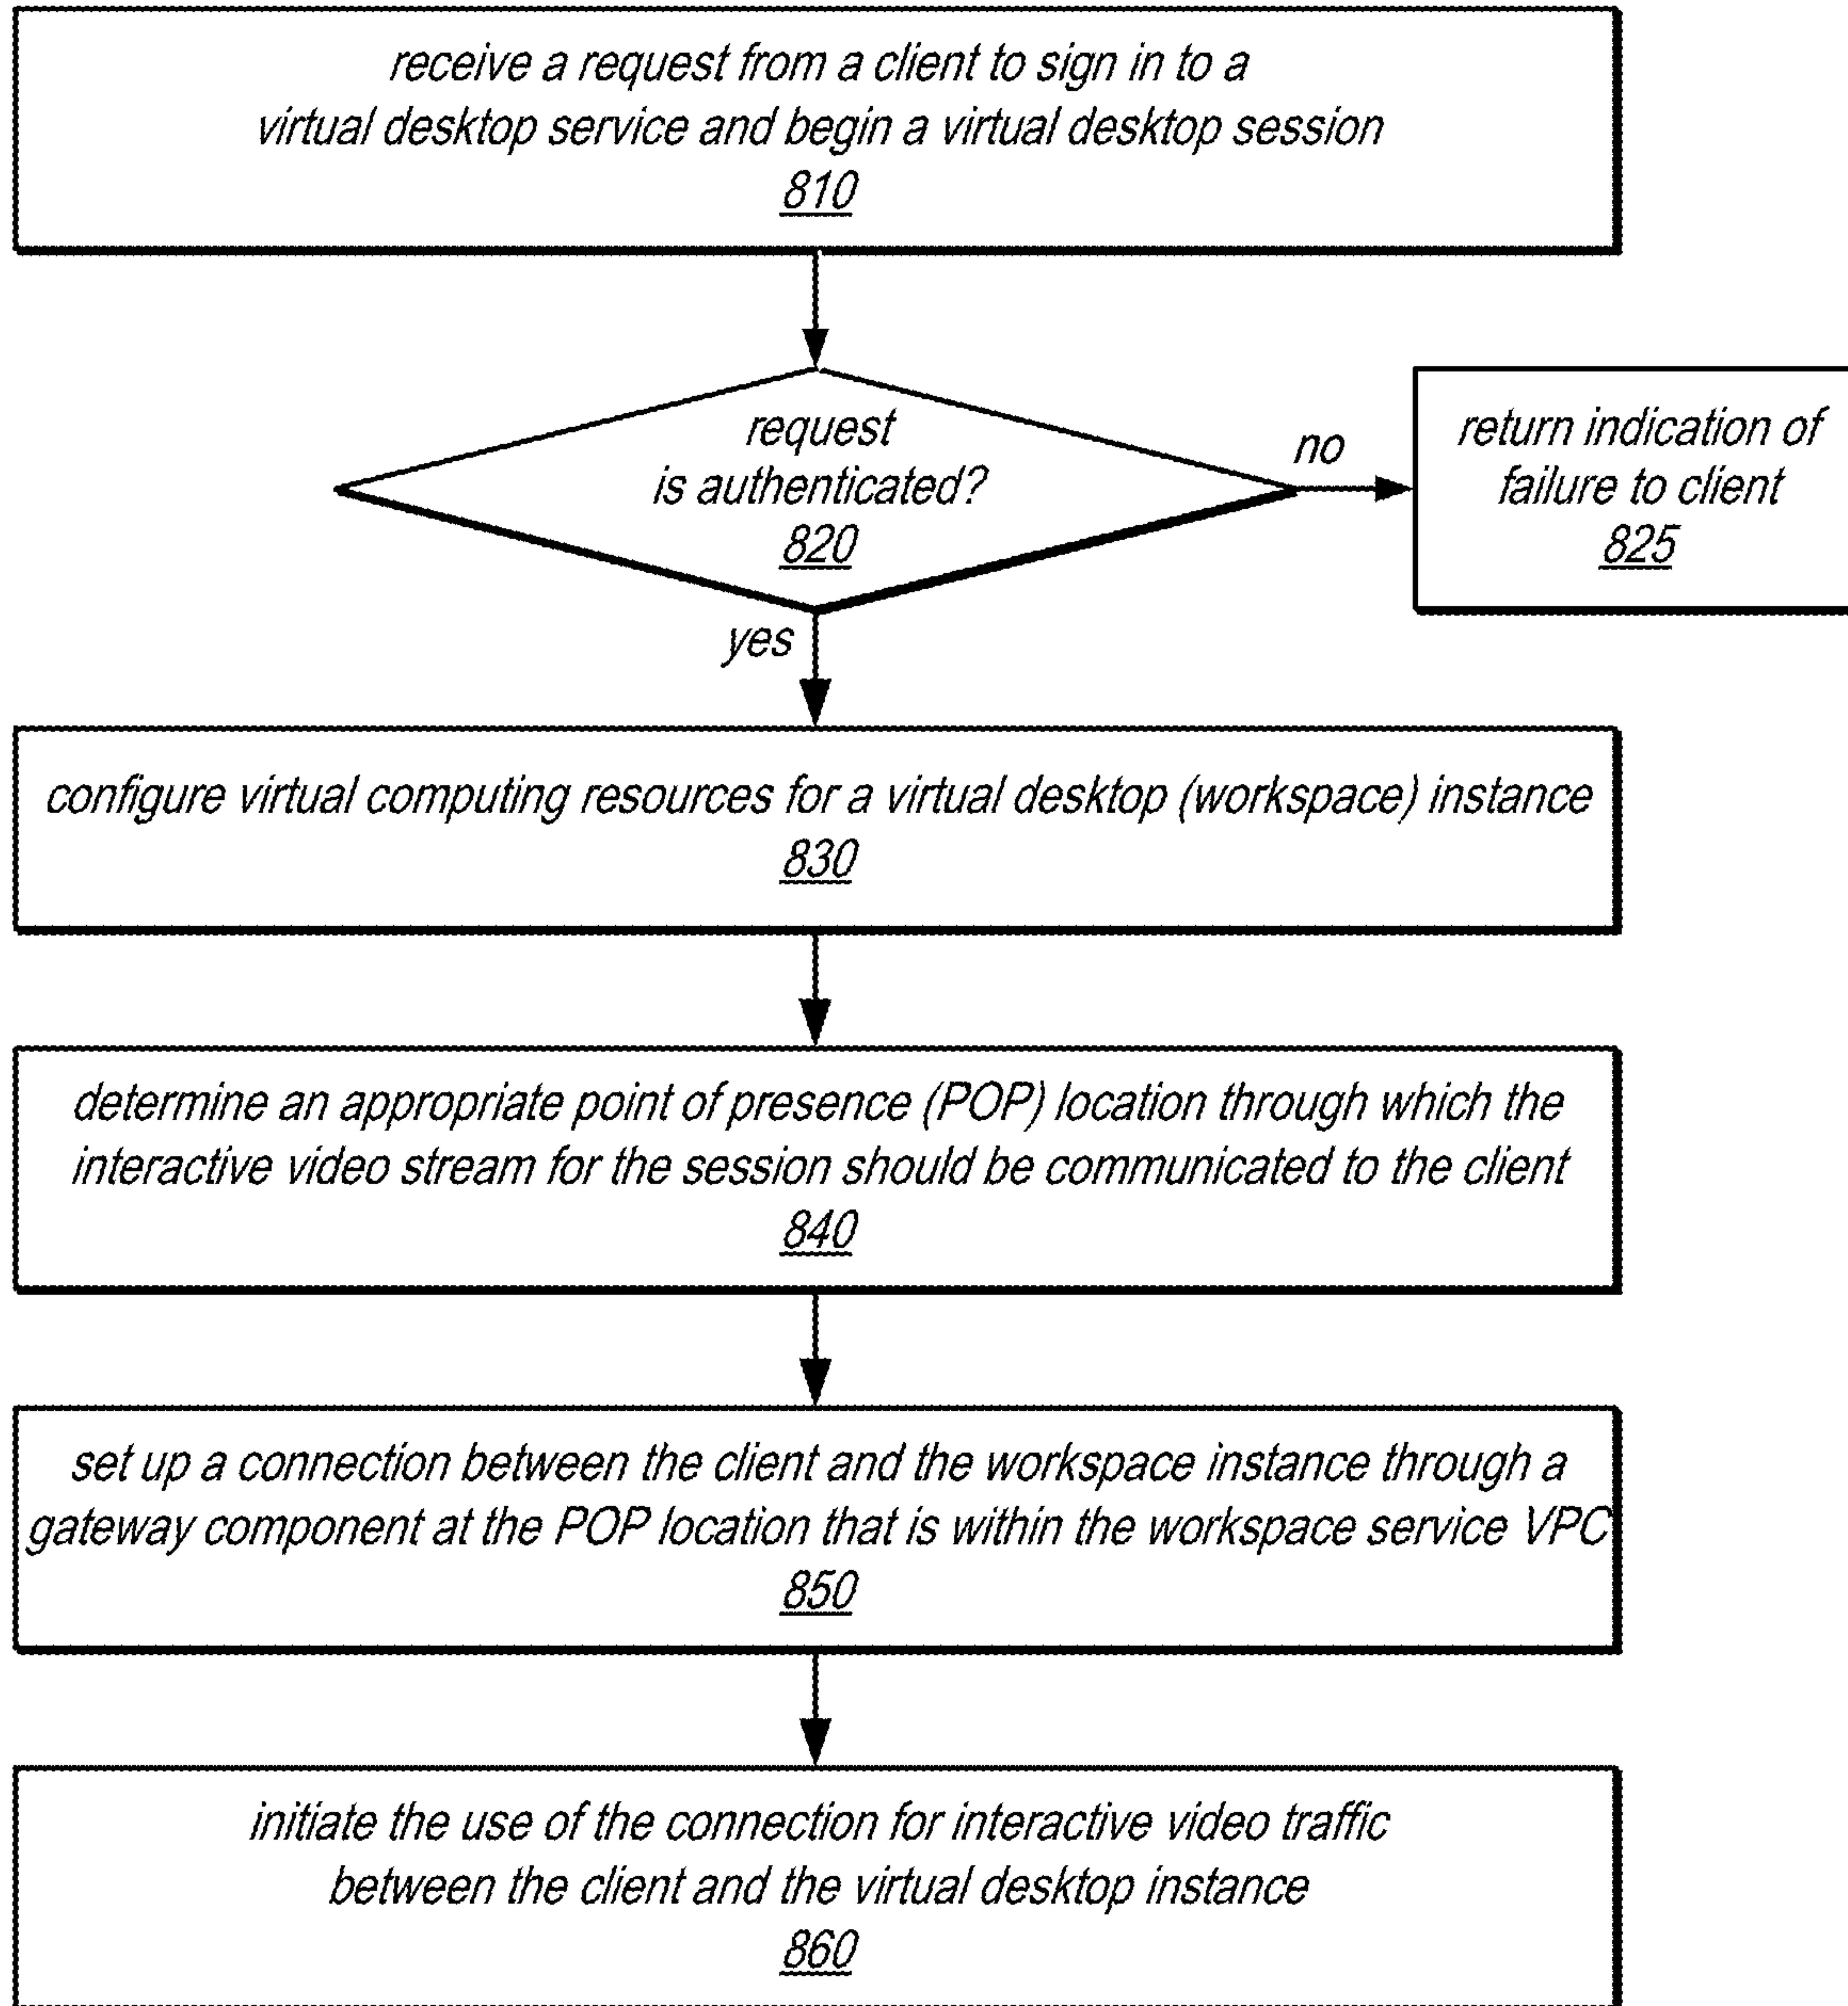 receive a request from a client to sign in to a
virtual desktop service and begin a virtual desktop session
810
request
is authenticated?
820
no
return indication of
failure to client
825
yes
configure virtual computing resources for a virtual desktop (workspace) instance
830
determine an appropriate point of presence (POP) location through which the
interactive video stream for the session should be communicated to the client
840
set up a connection between the client and the workspace instance through a
gateway component at the POP location that is within the workspace service VPC
850
initiate the use of the connection for interactive video traffic
between the client and the virtual desktop instance
860